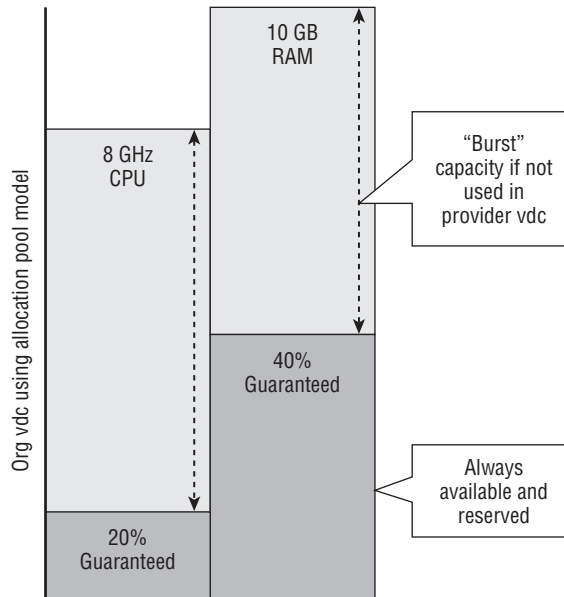 Org vdc using allocation pool model
8 GHz
CPU
20%
Guaranteed
10 GB
RAM
40%
Guaranteed
“Burst”
capacity if not
used in
provider vdc
Always
available and
reserved